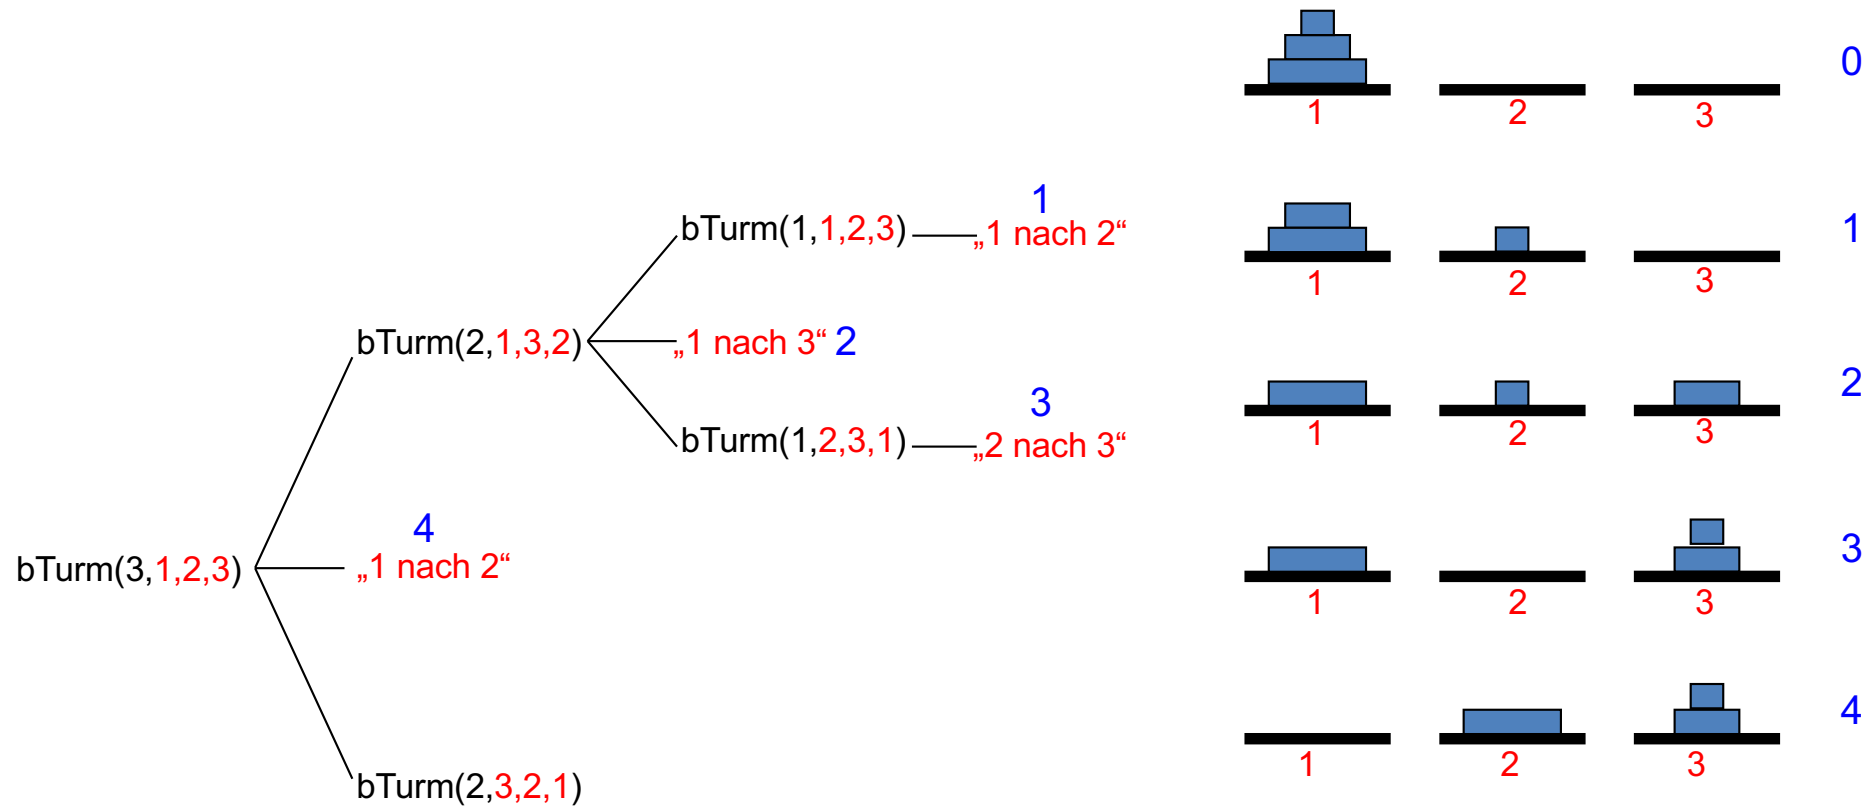 0
1 2 3
1
bTurm(1,1,2,3) „1 nach 2“
1
1 2 3
bTurm(2,1,3,2) „1 nach 3“ 2
2
1 2 3
3
bTurm(1,2,3,1) „2 nach 3“
4
bTurm(3,1,2,3) „1 nach 2“
3
1 2 3
4
1 2 3
bTurm(2,3,2,1)